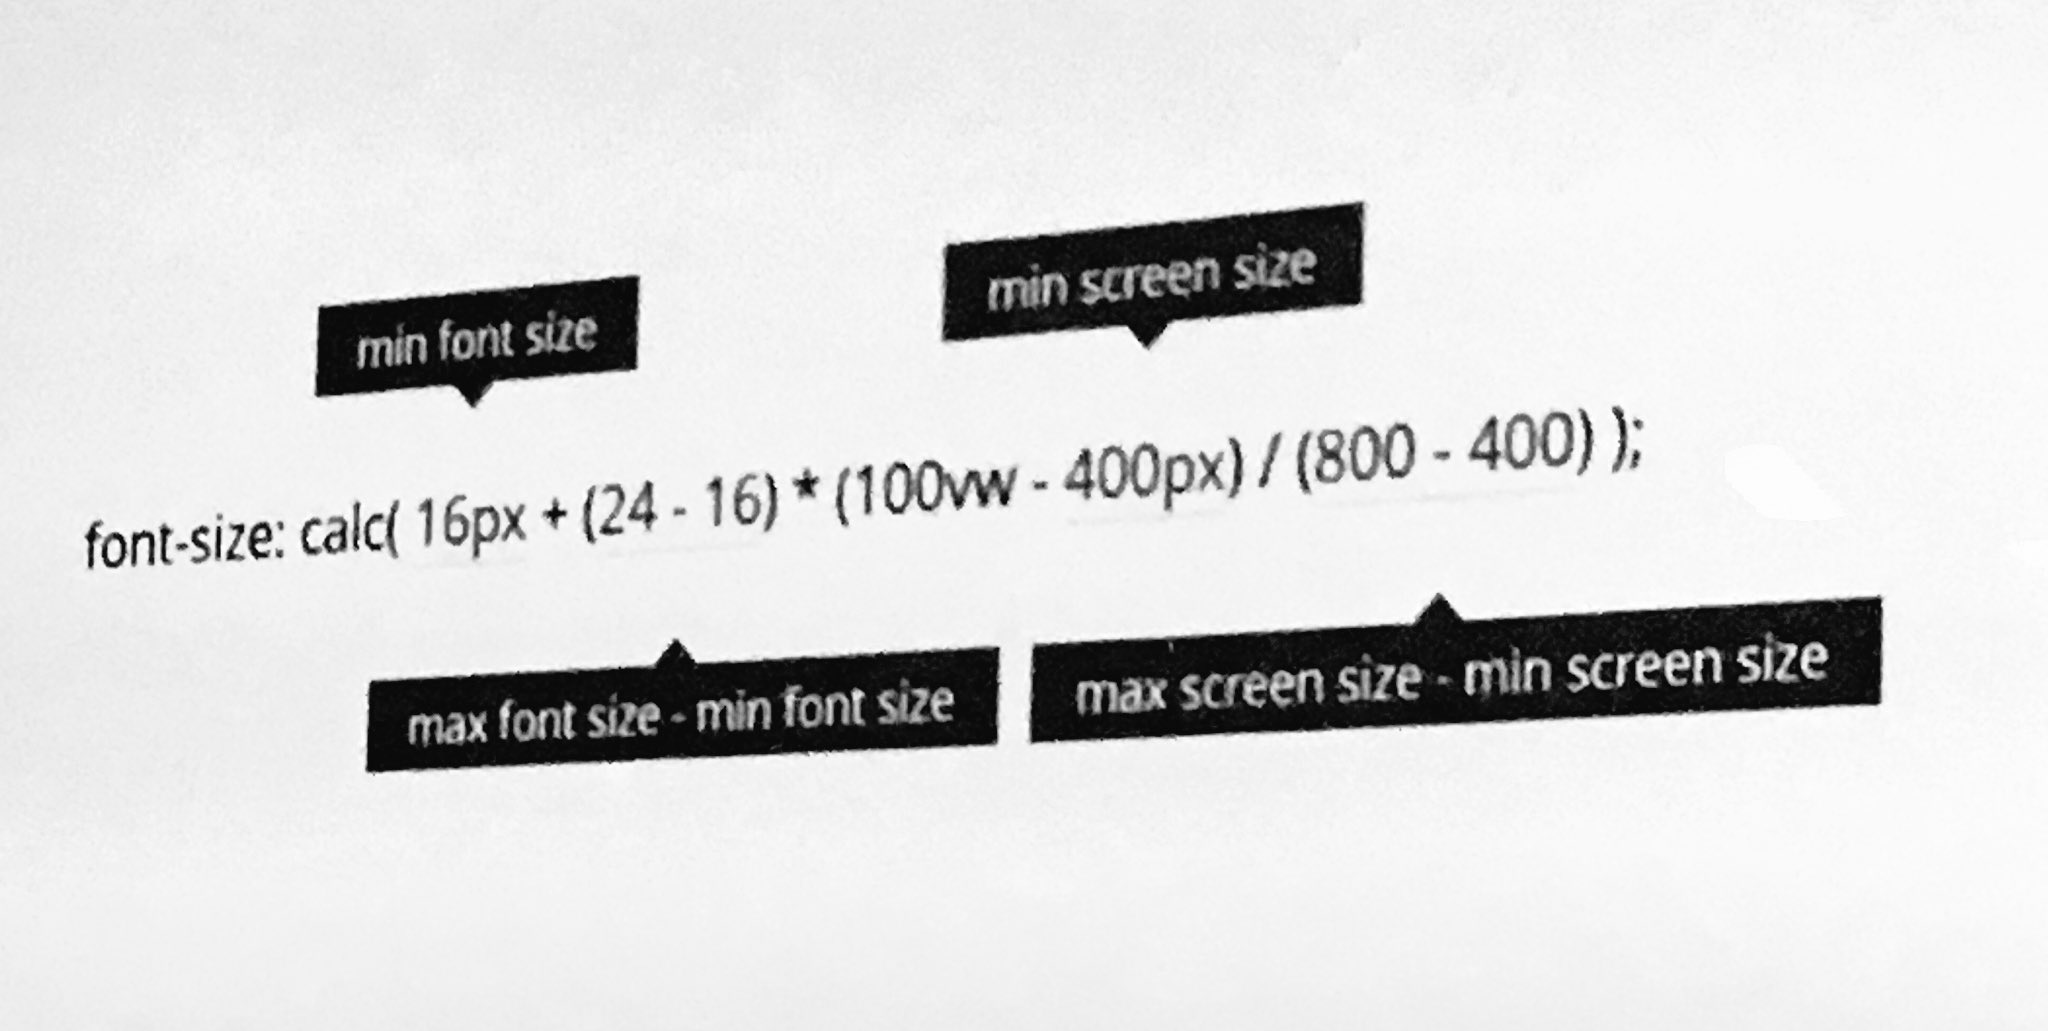 min font size
min screen size
font-size: calc( 16px + (24 - 16) * (100vw - 400px) / (800 - 400) );
max font size - min font size
max screen size - min screen size